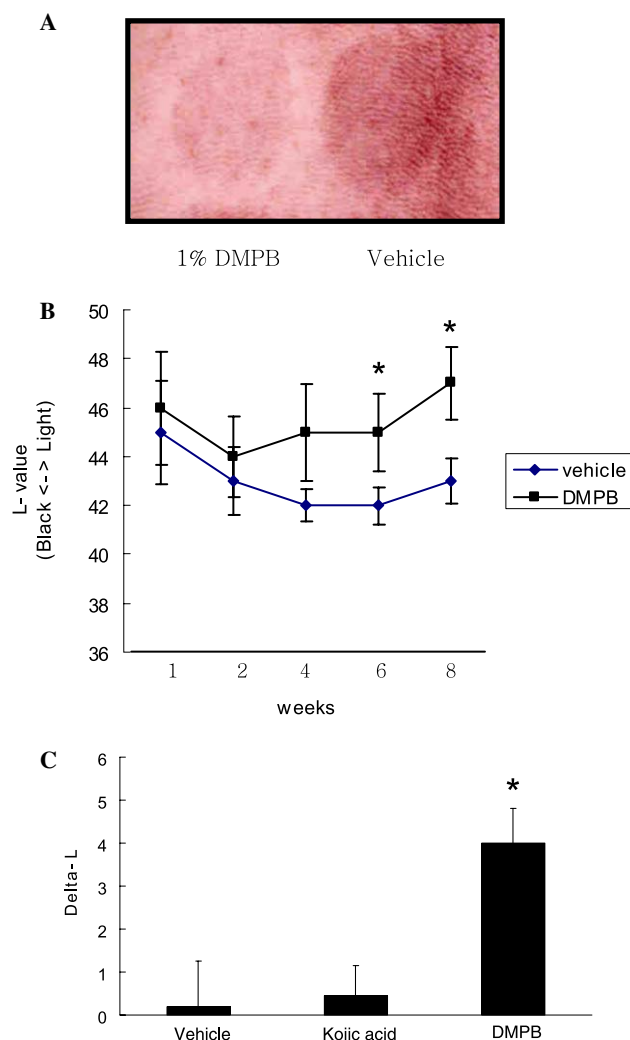 A
1% DMPB Vehicle
B
50
48
46
44
42
40
38
36
L- value
(Black <-> Light)
*
*
vehicle
DMPB
1 2 4 6 8
weeks
C
6
5
4
3
2
1
0
Delta- L
*
Vehicle Kojic acid DMPB